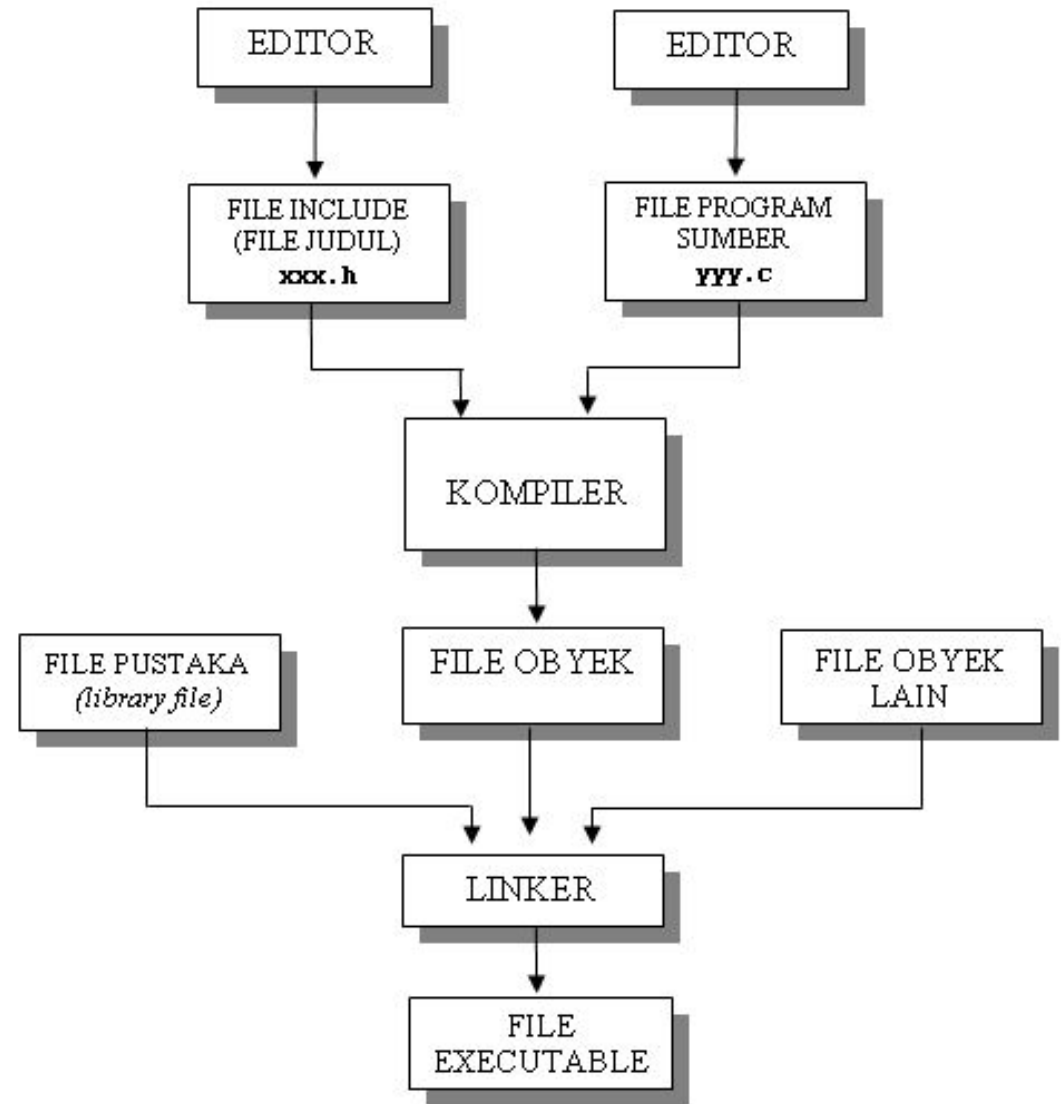 EDITOR
EDITOR
FILE INCLUDE
(FILE JUDUL)
xxx.h
FILE PROGRAM
SUMBER
yyy.c
KOMPILER
FILE PUSTAKA
(library file)
FILE OBYEK
FILE OBYEK
LAIN
LINKER
FILE
EXECUTABLE